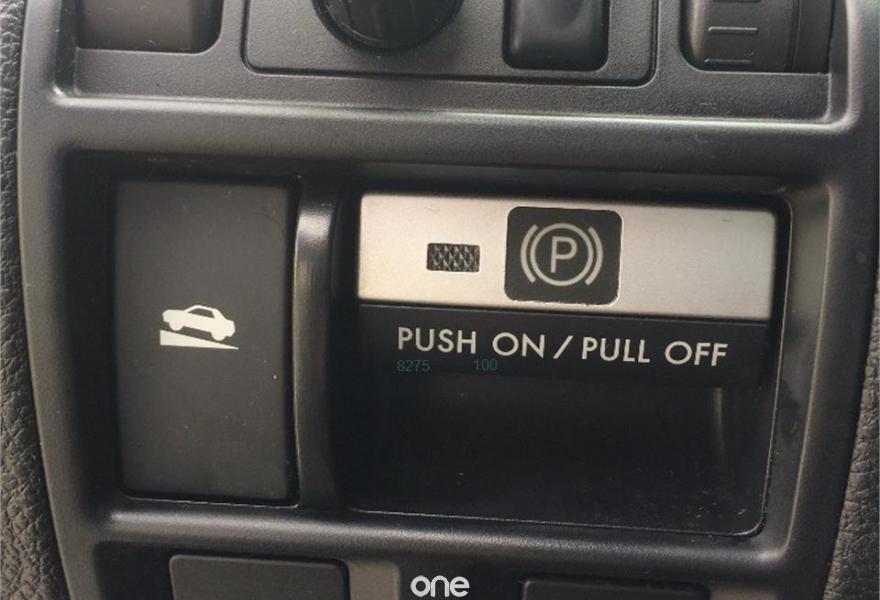 P
PUSH ON / PULL OFF
8275 100
one